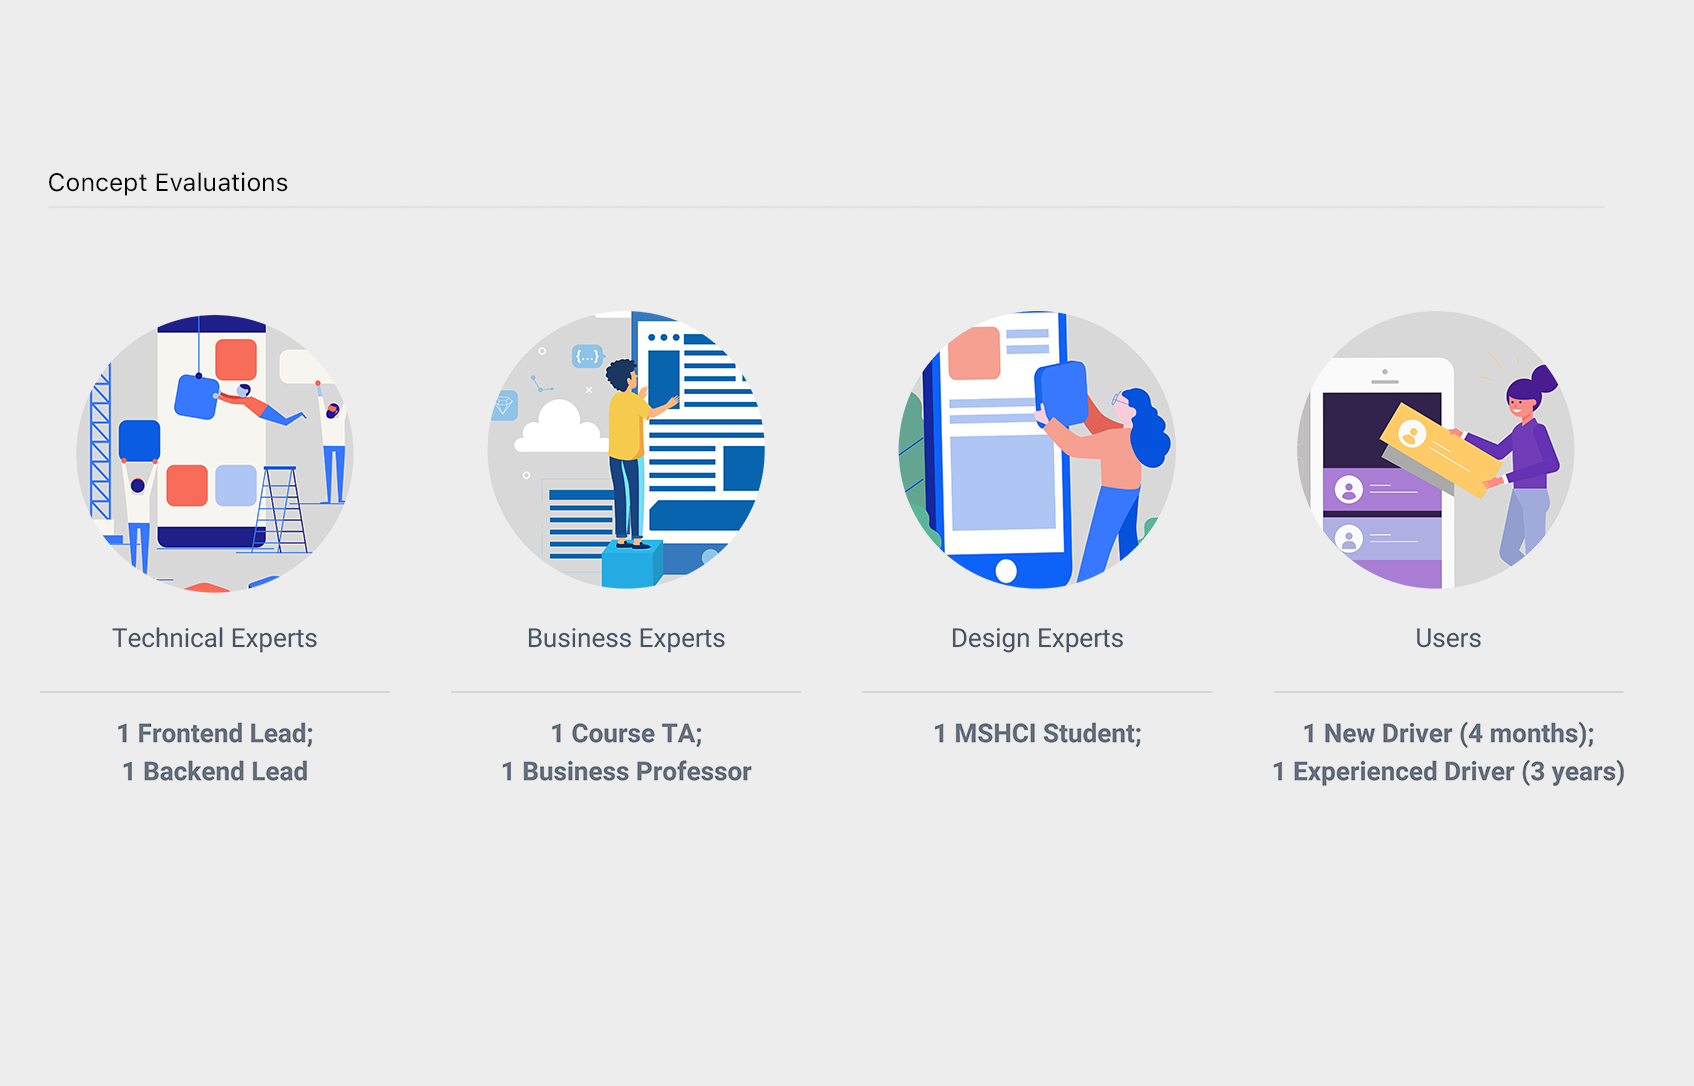 Concept Evaluations
{...}
Technical Experts
Business Experts
Design Experts
Users
1 Frontend Lead;
1 Backend Lead
1 Course TA;
1 Business Professor
1 MSHCI Student;
1 New Driver (4 months);
1 Experienced Driver (3 years)